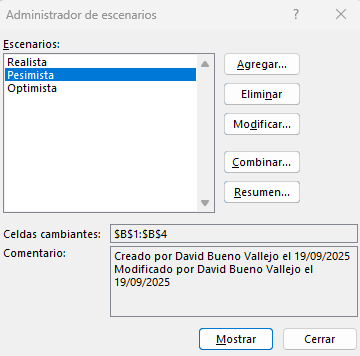 Administrador de escenarios
Escenarios:
Realista
Pesimista
Optimista
Agregar...
Eliminar
Modificar...
Combinar...
Resumen...
Celdas cambiantes:
$B$1:$B$4
Comentario:
Creado por David Bueno Vallejo el 19/09/2025
Modificado por David Bueno Vallejo el
19/09/2025
Mostrar
Cerrar